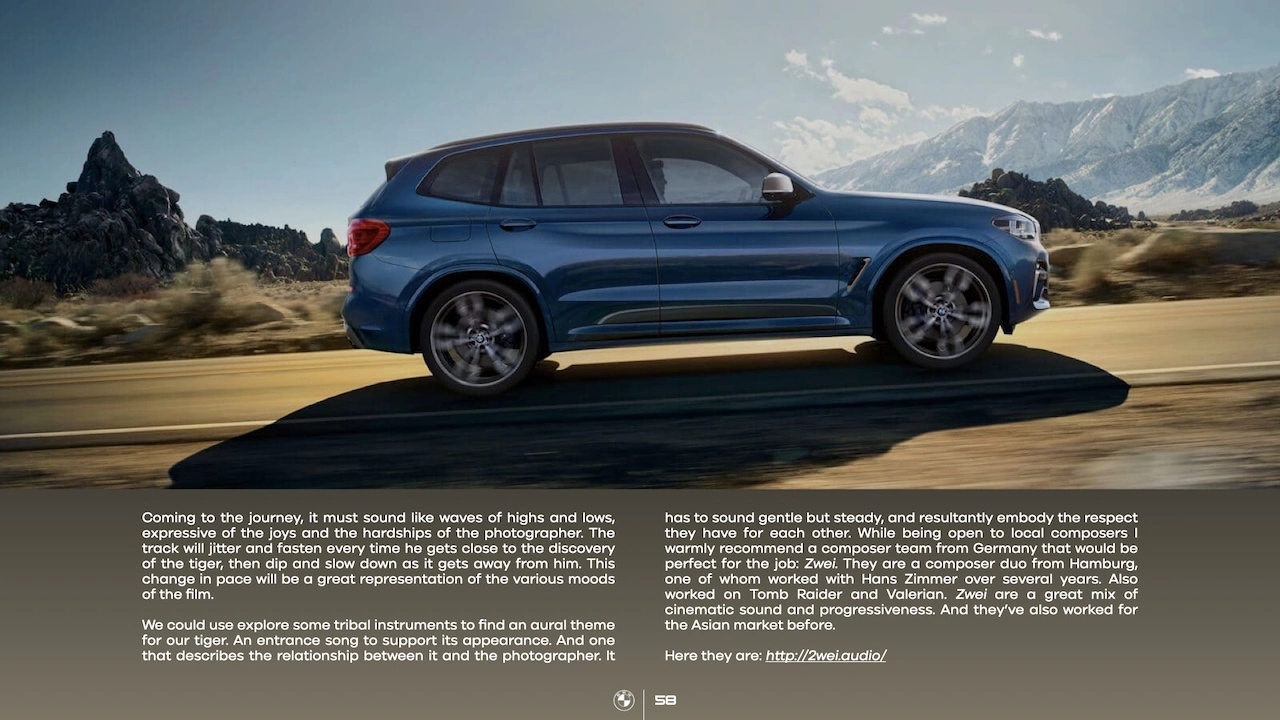 Coming to the journey, it must sound like waves of highs and lows,
expressive of the joys and the hardships of the photographer. The
track will jitter and fasten every time he gets close to the discovery
of the tiger, then dip and slow down as it gets away from him. This
change in pace will be a great representation of the various moods
of the film.
We could use explore some tribal instruments to find an aural theme
for our tiger. An entrance song to support its appearance. And one
that describes the relationship between it and the photographer. It
has to sound gentle but steady, and resultantly embody the respect
they have for each other. While being open to local composers I
warmly recommend a composer team from Germany that would be
perfect for the job: Zwei. They are a composer duo from Hamburg,
one of whom worked with Hans Zimmer over several years. Also
worked on Tomb Raider and Valerian. Zwei are a great mix of
cinematic sound and progressiveness. And they've also worked for
the Asian market before.
Here they are: http://2wei.audio/
58